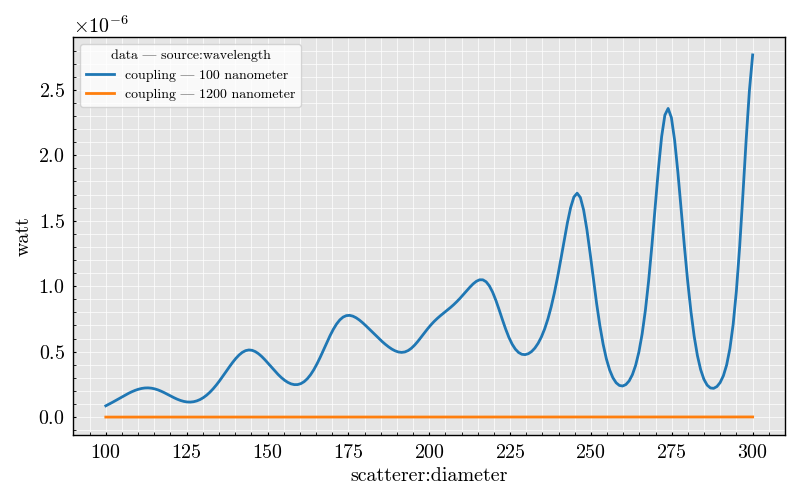 ×10⁻⁶
data — source:wavelength
coupling — 100 nanometer
coupling — 1200 nanometer
2.5
2.0
1.5
1.0
0.5
0.0
watt
100 125 150 175 200 225 250 275 300
scatterer:diameter